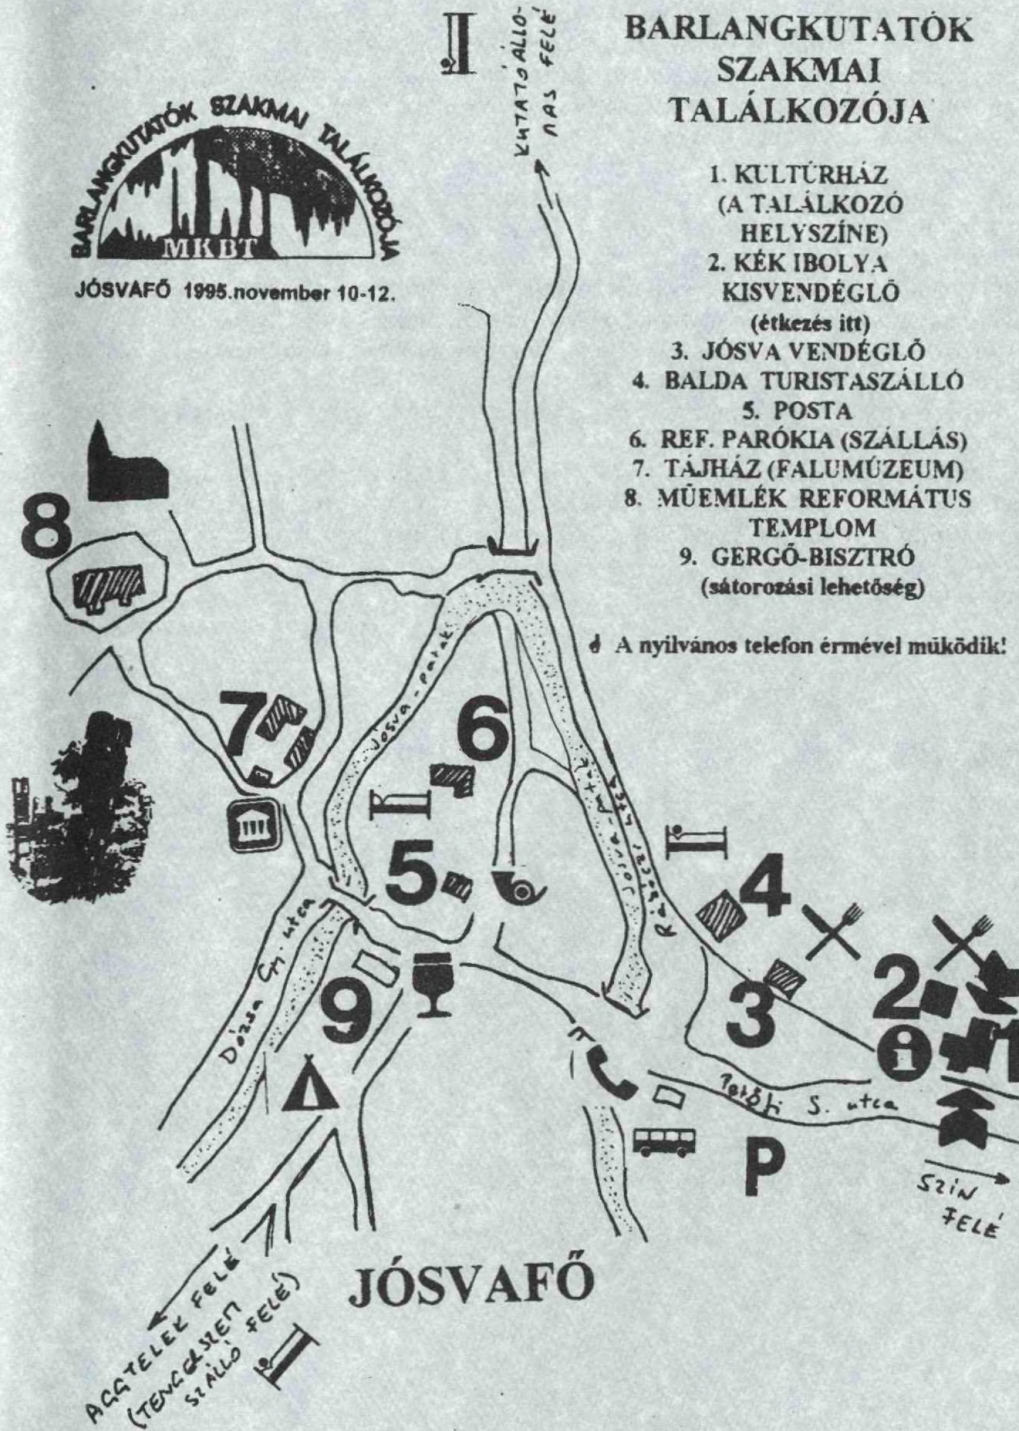 BARLANGKUTATÓK SZAKMAI TALÁLKOZÓJA
MKBT
JÓSVAFŐ 1995.november 10-12.
KUTATÓÁLLO-
MÁS FELÉ
BARLANGKUTATÓK
SZAKMAI
TALÁLKOZÓJA
1. KULTÚRHÁZ
(A TALÁLKOZÓ
HELYSZÍNE)
2. KÉK IBOLYA
KISVENDÉGLŐ
(étkezés itt)
3. JÓSVA VENDÉGLŐ
4. BALDA TURISTASZÁLLÓ
5. POSTA
6. REF. PARÓKIA (SZÁLLÁS)
7. TÁJHÁZ (FALUMÚZEUM)
8. MŰEMLÉK REFORMÁTUS
TEMPLOM
9. GERGŐ-BISZTRÓ
(sátorozási lehetőség)
A nyilvános telefon érmével működik!
8
7
6
Jósva-patak
5
4
Rákóczi utca
Jósva-patak
9
3
2
i
1
Dózsa Gy. utca
Petőfi S. utca
P
SZIN
FELÉ
JÓSVAFŐ
AGGTELEK FELÉ
(TENGERSZEM
SZÁLLÓ FELÉ)